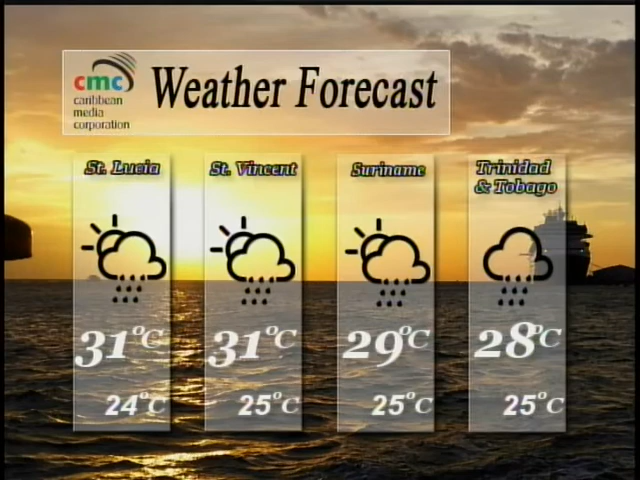 cmc
caribbean
media
corporation
Weather Forecast
St. Lucia
St. Vincent
Suriname
Trinidad
& Tobago
31°C
31°C
29°C
28°C
24°C
25°C
25°C
25°C